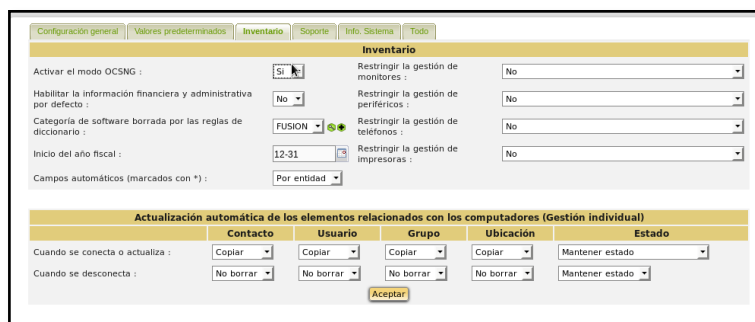 Configuración general Valores predeterminados Inventario Soporte Info. Sistema Todo
Inventario
Activar el modo OCSNG : Si Restringir la gestión de monitores : No
Habilitar la información financiera y administrativa por defecto : No Restringir la gestión de periféricos : No
Categoría de software borrada por las reglas de diccionario : FUSION Restringir la gestión de teléfonos : No
Inicio del año fiscal : 12-31 Restringir la gestión de impresoras : No
Campos automáticos (marcados con *) : Por entidad
Actualización automática de los elementos relacionados con los computadores (Gestión individual)
Contacto Usuario Grupo Ubicación Estado
Cuando se conecta o actualiza : Copiar Copiar Copiar Copiar Mantener estado
Cuando se desconecta : No borrar No borrar No borrar No borrar Mantener estado
Aceptar